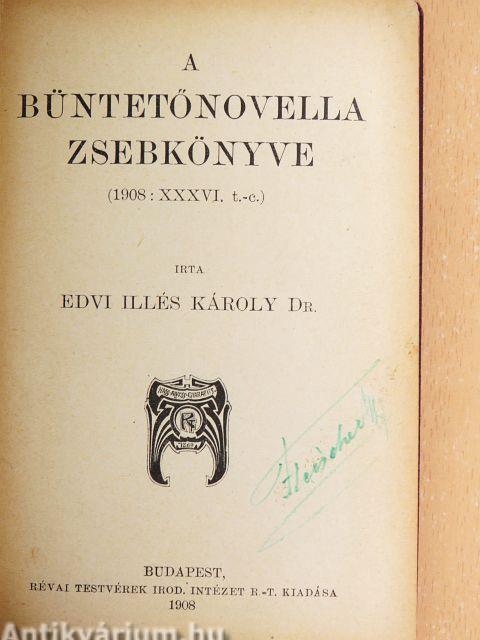 A
BÜNTETŐNOVELLA
ZSEBKÖNYVE
(1908: XXXVI. t.-c.)
IRTA
EDVI ILLÉS KÁROLY DR.
BUDAPEST,
RÉVAI TESTVÉREK IROD. INTÉZET R.-T. KIADÁSA
1908
Antikvárium.hu